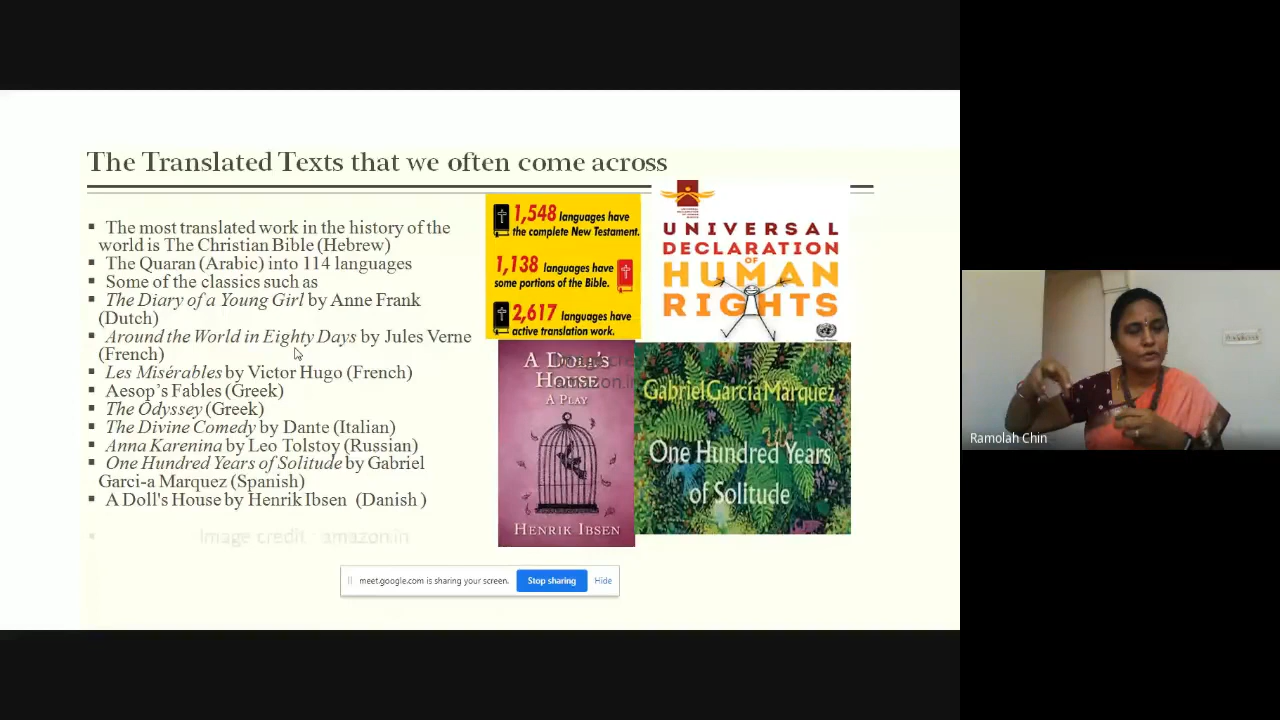 The Translated Texts that we often come across
The most translated work in the history of the
world is The Christian Bible (Hebrew)
The Quaran (Arabic) into 114 languages
Some of the classics such as
The Diary of a Young Girl by Anne Frank
(Dutch)
Around the World in Eighty Days by Jules Verne
(French)
Les Misérables by Victor Hugo (French)
Aesop's Fables (Greek)
The Odyssey (Greek)
The Divine Comedy by Dante (Italian)
Anna Karenina by Leo Tolstoy (Russian)
One Hundred Years of Solitude by Gabriel
Garci-a Marquez (Spanish)
A Doll's House by Henrik Ibsen (Danish )
Image credit : amazon.in
1,548 languages have
the complete New Testament.
1,138 languages have
some portions of the Bible.
2,617 languages have
active translation work.
UNIVERSAL
DECLARATION
OF
HUMAN
RIGHTS
A DOLL'S
HOUSE
A PLAY
HENRIK IBSEN
Gabriel García Márquez
One Hundred Years
of Solitude
meet.google.com is sharing your screen.
Stop sharing
Hide
Ramolah Chin